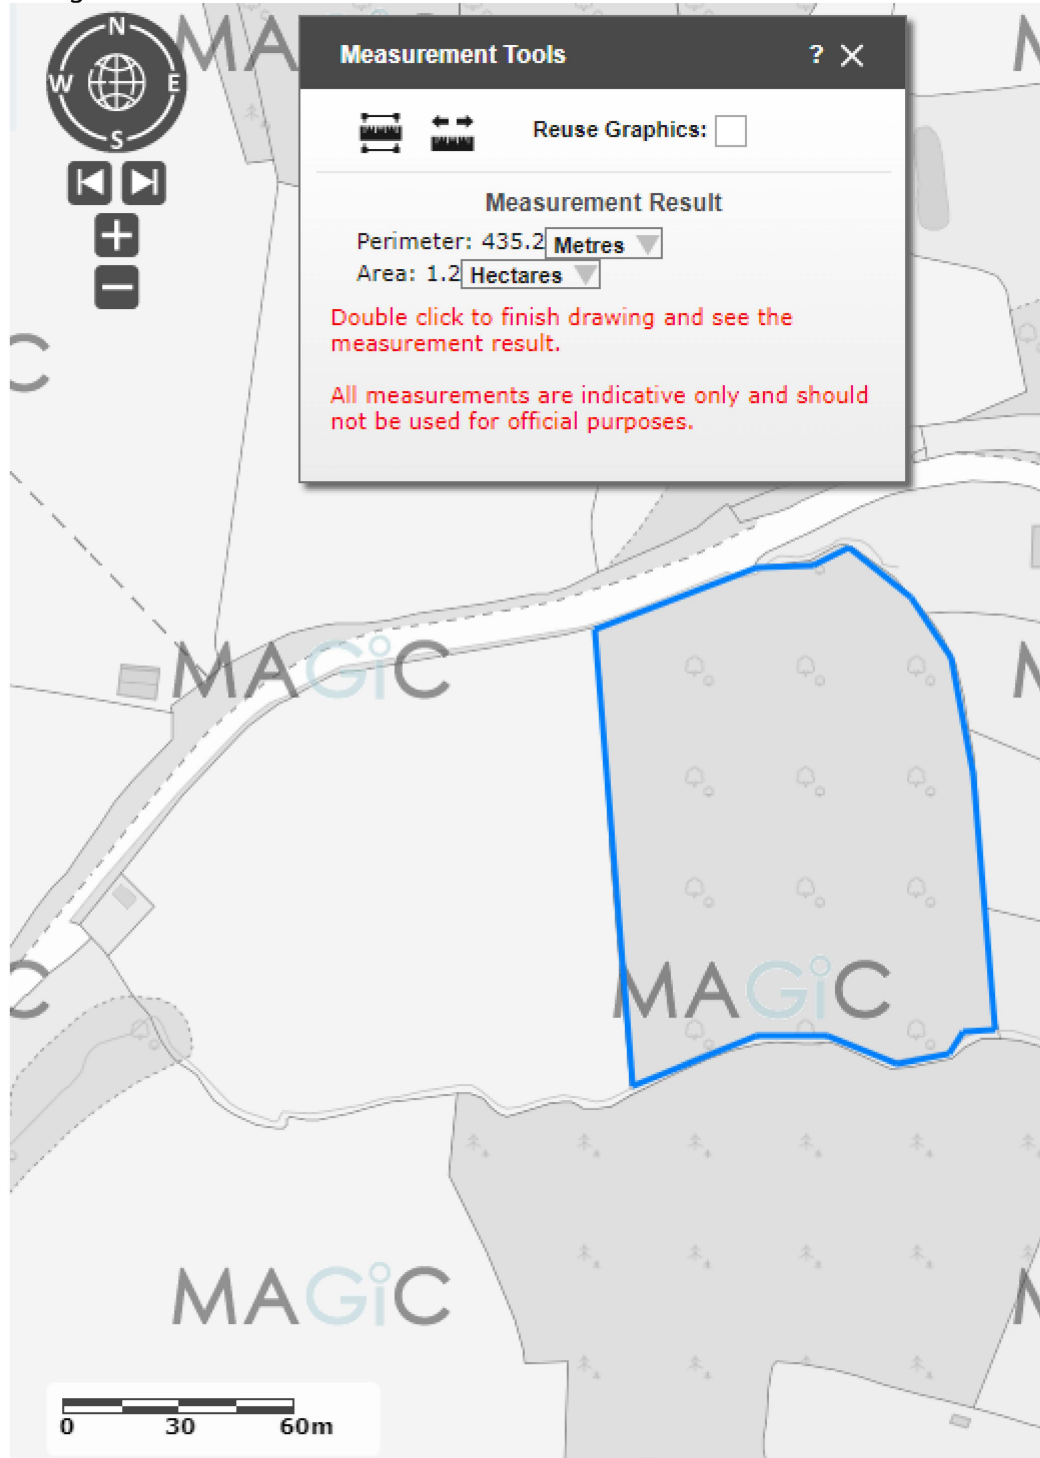 N
W
E
S
MAGiC
Measurement Tools ?
Reuse Graphics:
Measurement Result
Perimeter: 435.2 Metres
Area: 1.2 Hectares
Double click to finish drawing and see the
measurement result.
All measurements are indicative only and should
not be used for official purposes.
MAGiC
MAGiC
0 30 60m